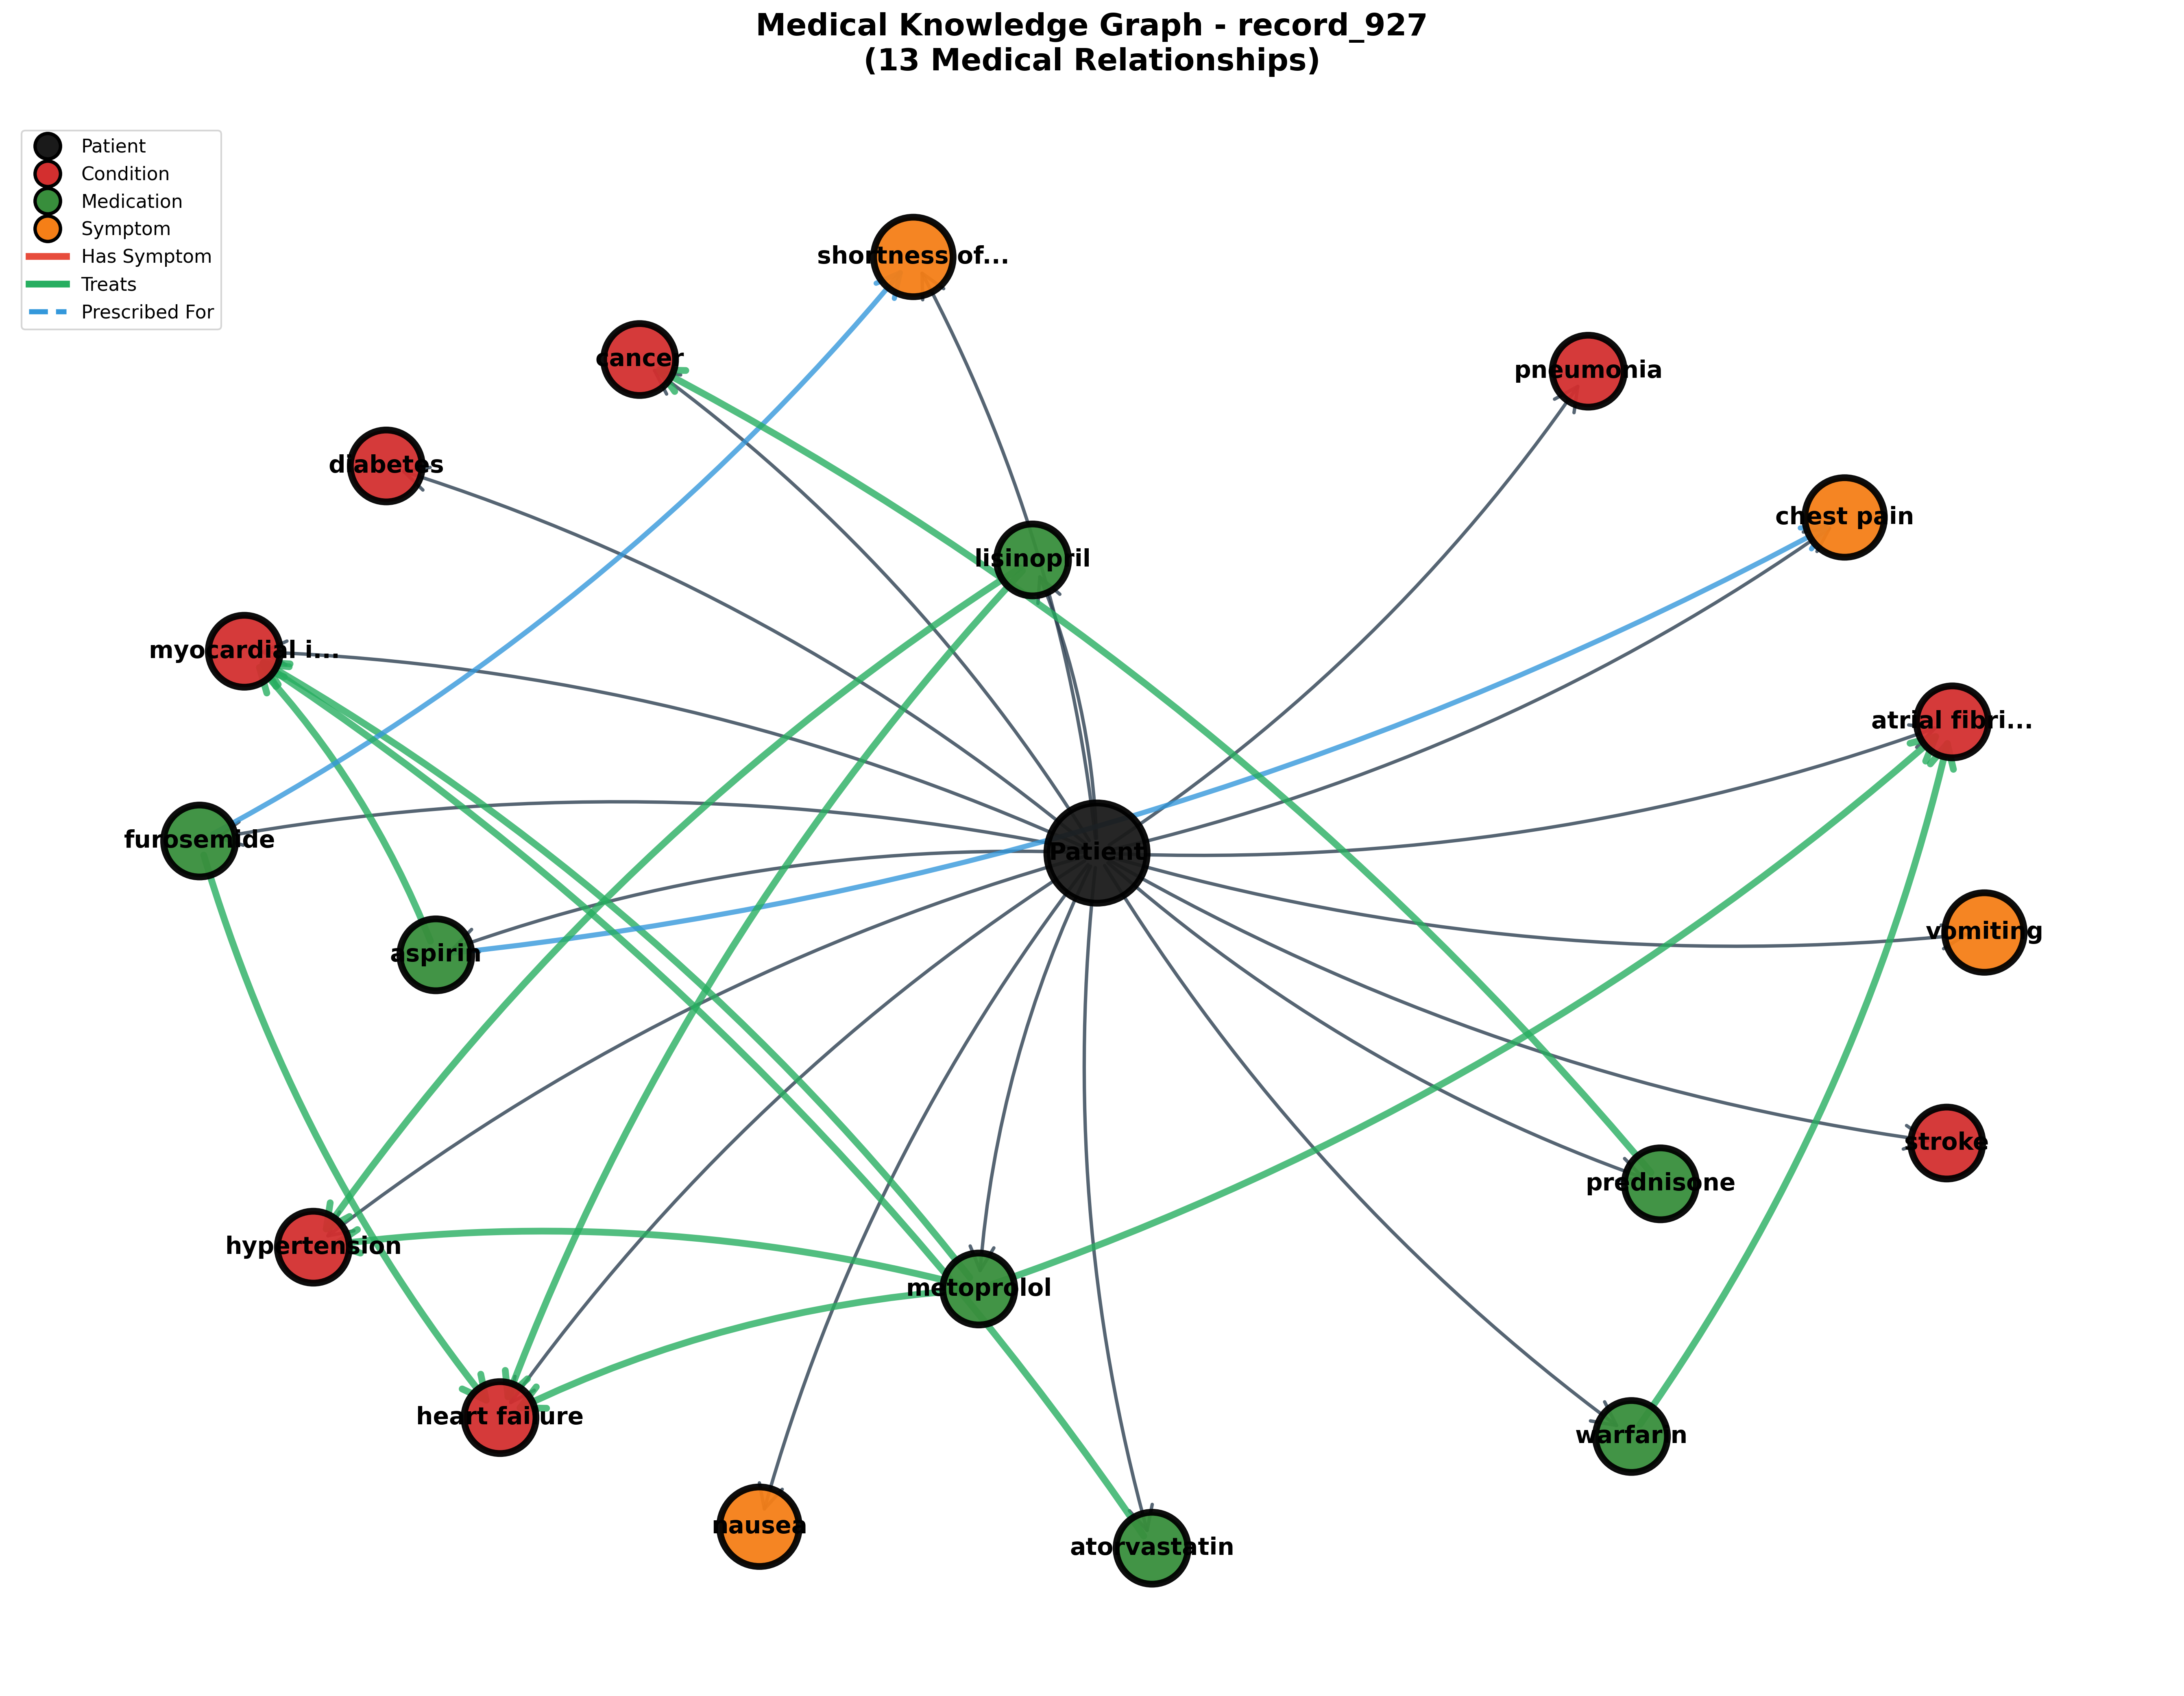 Medical Knowledge Graph - record_927
(13 Medical Relationships)
Patient
Condition
Medication
Symptom
Has Symptom
Treats
Prescribed For
shortness of...
cancer
pneumonia
diabetes
chest pain
lisinopril
myocardial i...
atrial fibri...
furosemide
Patient
vomiting
aspirin
stroke
prednisone
hypertension
metoprolol
heart failure
warfarin
nausea
atorvastatin